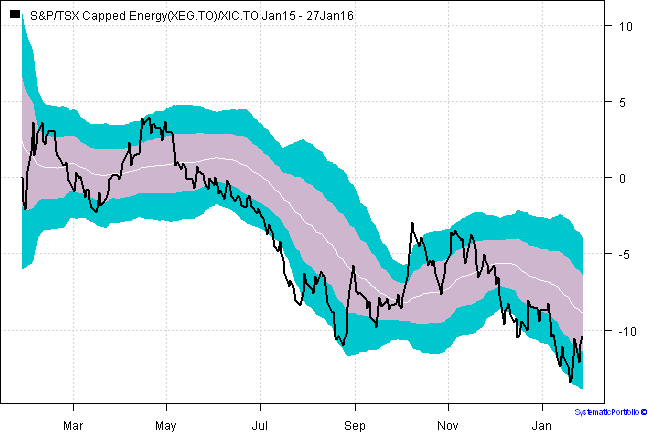 S&P/TSX Capped Energy(XEG.TO)/XIC.TO Jan15 - 27Jan16
10
5
0
-5
-10
Mar May Jul Sep Nov Jan
SystematicPortfolio ©